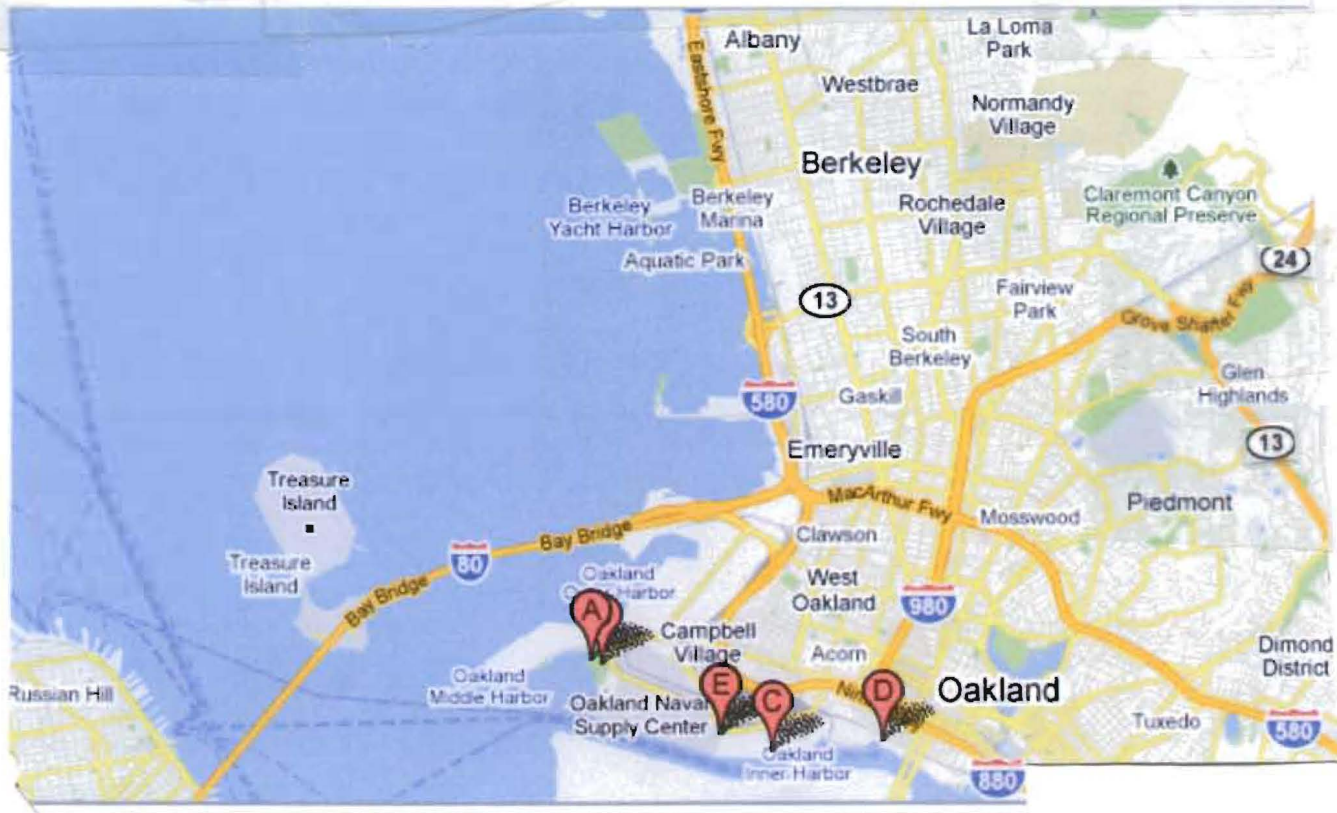 Albany
La Loma
Park
Westbrae
Eastshore Fwy
Normandy
Village
Berkeley
Claremont Canyon
Regional Preserve
Berkeley
Marina
Berkeley
Yacht Harbor
Rochedale
Village
Aquatic Park
24
13
Fairview
Park
Grove Shafter Fwy
South
Berkeley
Glen
Highlands
580
Gaskill
13
Emeryville
Treasure
Island
MacArthur Fwy
Piedmont
Mosswood
Bay Bridge
Clawson
80
Treasure
Island
Bay Bridge
Oakland
Harbor
West
Oakland
980
A
Campbell
Village
Acorn
Dimond
District
Oakland
Middle Harbor
Russian Hill
E
C
D
Oakland
Oakland Naval
Supply Center
Tuxedo
580
Oakland
Inner Harbor
880